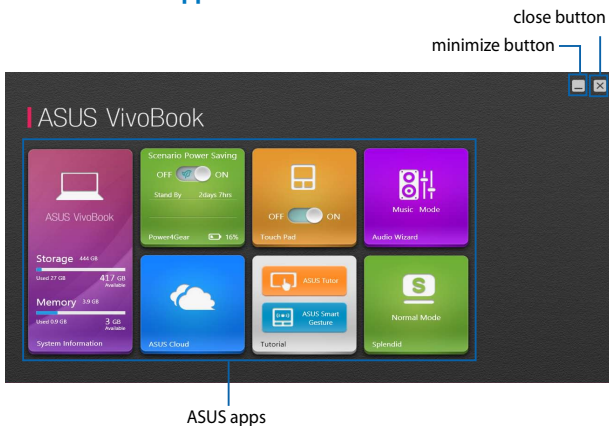 close button
minimize button
ASUS VivoBook
Scenario Power Saving
OFF ON
Stand By 2days 7hrs
Power4Gear 16%
OFF ON
Touch Pad
Music Mode
Audio Wizard
ASUS VivoBook
Storage 444 GB
Used 27 GB 417 GB
Available
Memory 3.9 GB
Used 0.9 GB 3 GB
Available
System Information
ASUS Cloud
ASUS Tutor
ASUS Smart
Gesture
Tutorial
S
Normal Mode
Splendid
ASUS apps